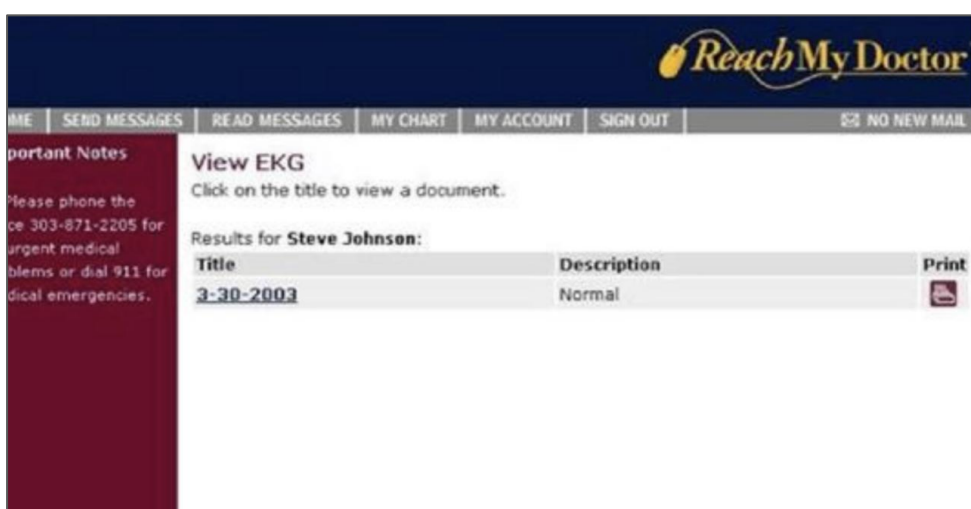 ReachMyDoctor
OME SEND MESSAGES READ MESSAGES MY CHART MY ACCOUNT SIGN OUT NO NEW MAIL
portant Notes
Please phone the
ce 303-871-2205 for
urgent medical
blems or dial 911 for
dical emergencies.
View EKG
Click on the title to view a document.
Results for Steve Johnson:
Title Description Print
3-30-2003 Normal